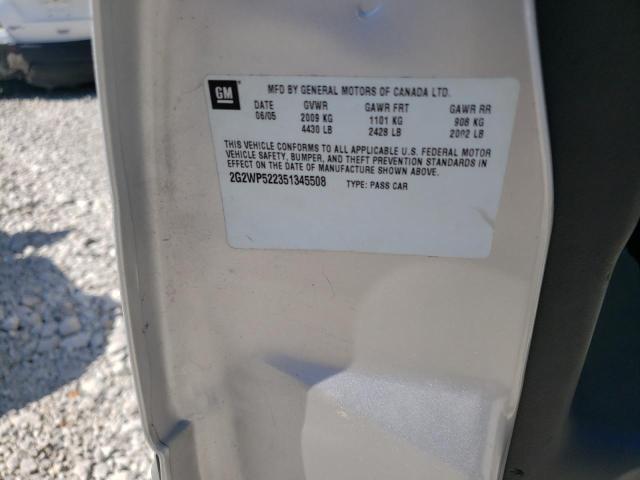 GM
MFD BY GENERAL MOTORS OF CANADA LTD.
DATE GVWR GAWR FRT GAWR RR
06/05 2009 KG 1101 KG 908 KG
4430 LB 2428 LB 2002 LB
THIS VEHICLE CONFORMS TO ALL APPLICABLE U.S. FEDERAL MOTOR
VEHICLE SAFETY, BUMPER, AND THEFT PREVENTION STANDARDS IN
EFFECT ON THE DATE OF MANUFACTURE SHOWN ABOVE.
2G2WP522351345508 TYPE: PASS CAR